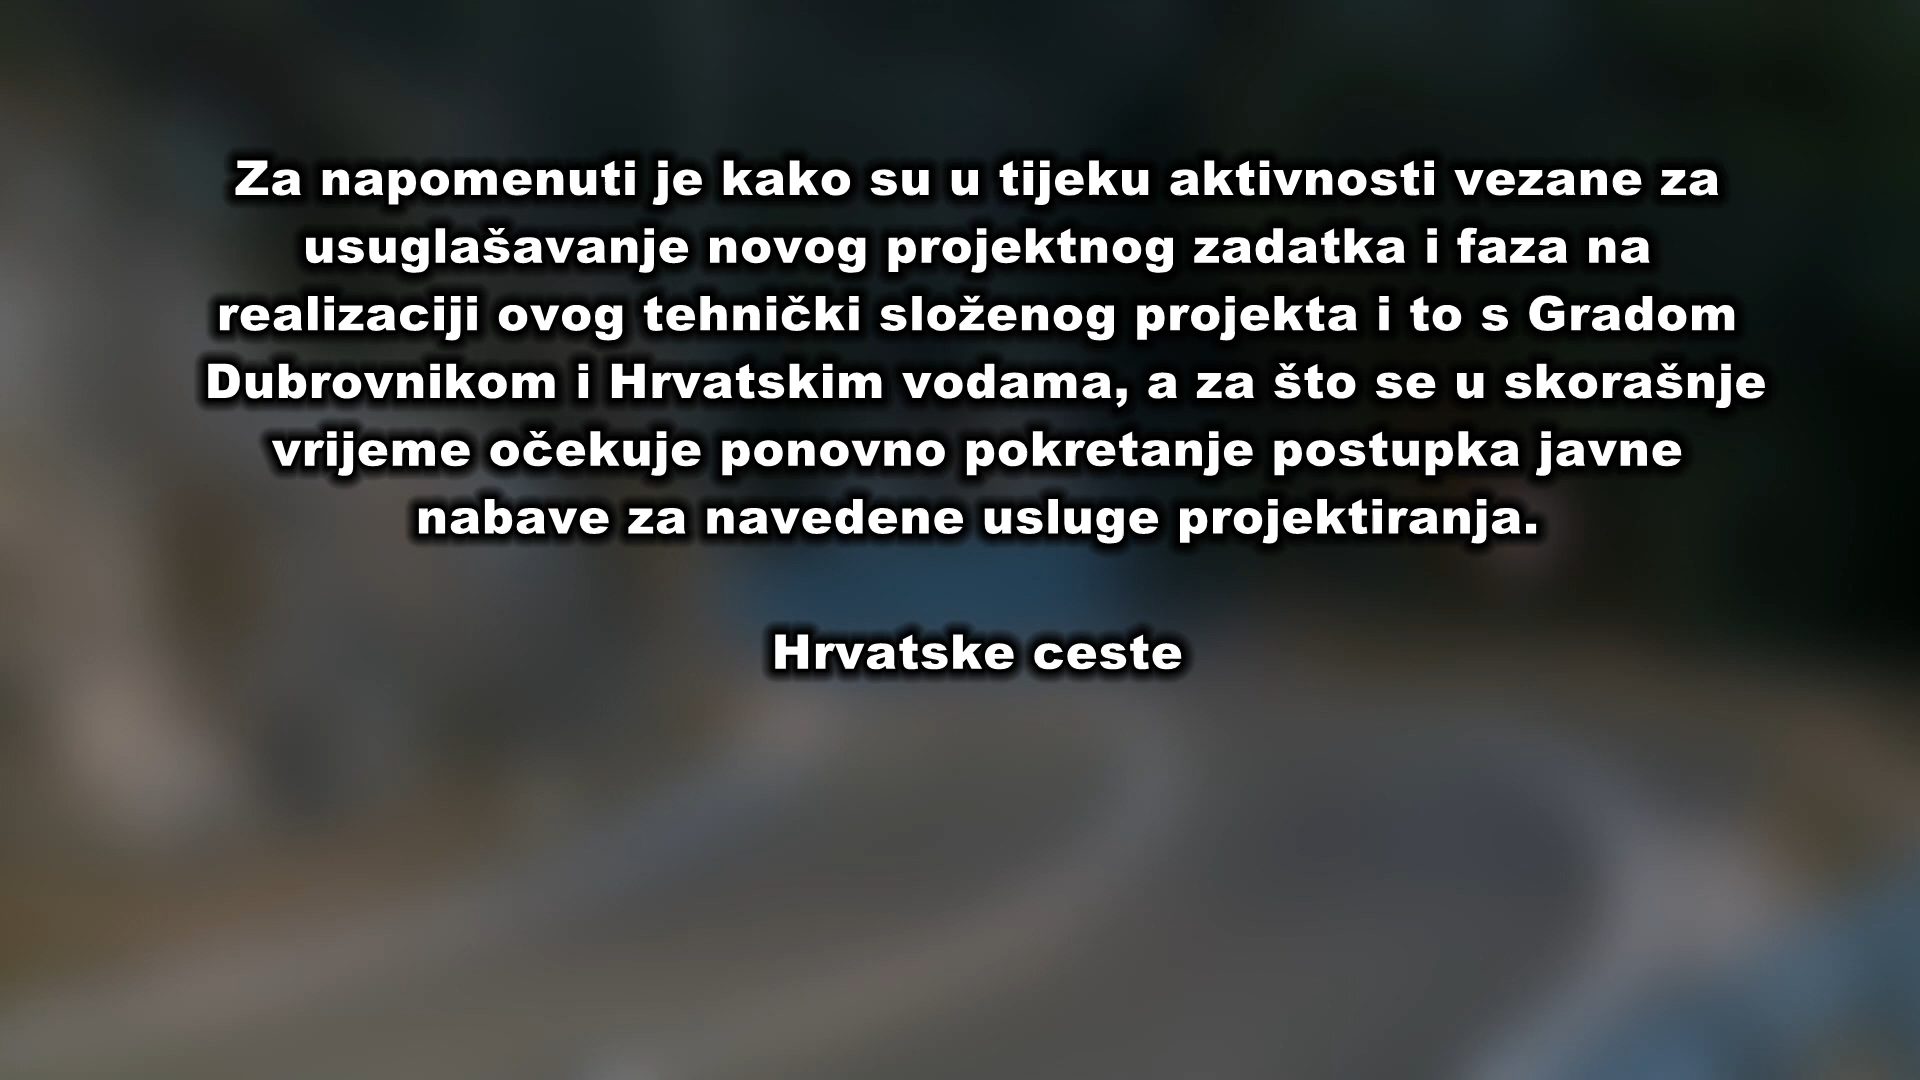 Za napomenuti je kako su u tijeku aktivnosti vezane za
usuglašavanje novog projektnog zadatka i faza na
realizaciji ovog tehnički složenog projekta i to s Gradom
Dubrovnikom i Hrvatskim vodama, a za što se u skorašnje
vrijeme očekuje ponovno pokretanje postupka javne
nabave za navedene usluge projektiranja.
Hrvatske ceste